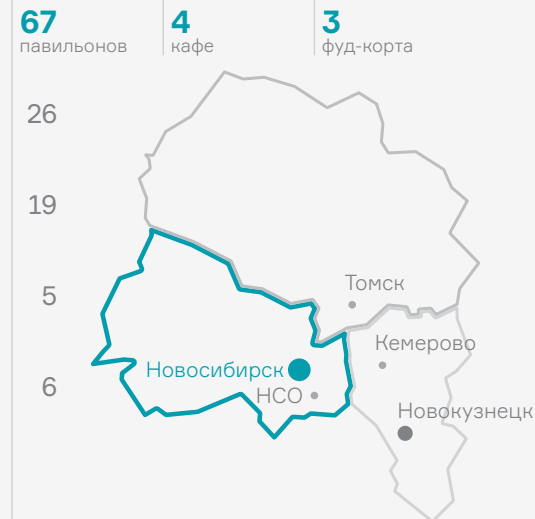 67
павильонов
4
кафе
3
фуд-корта
26
19
5
6
Томск
Кемерово
Новосибирск
НСО
Новокузнецк